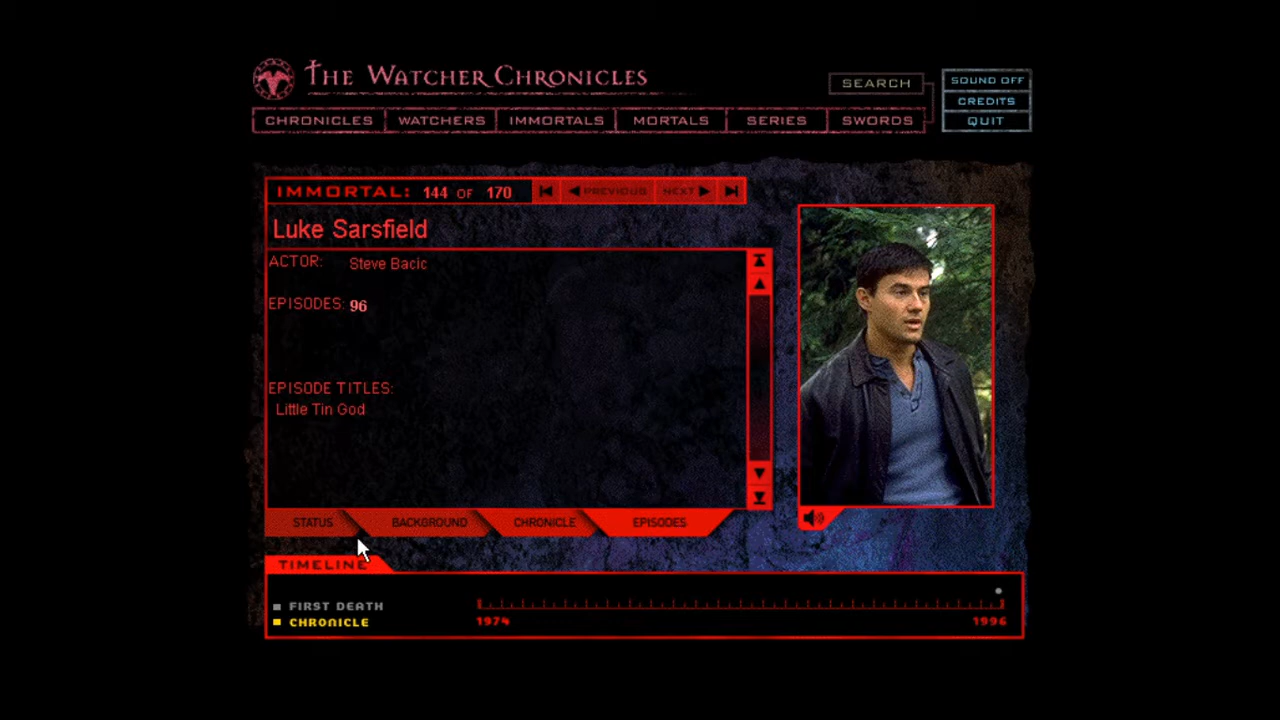 THE WATCHER CHRONICLES
SEARCH
SOUND OFF
CREDITS
QUIT
CHRONICLES WATCHERS IMMORTALS MORTALS SERIES SWORDS
IMMORTAL: 144 OF 170 PREVIOUS NEXT
Luke Sarsfield
ACTOR: Steve Bacic
EPISODES: 96
EPISODE TITLES:
Little Tin God
STATUS BACKGROUND CHRONICLE EPISODES
TIMELINE
FIRST DEATH
CHRONICLE
1974 1996